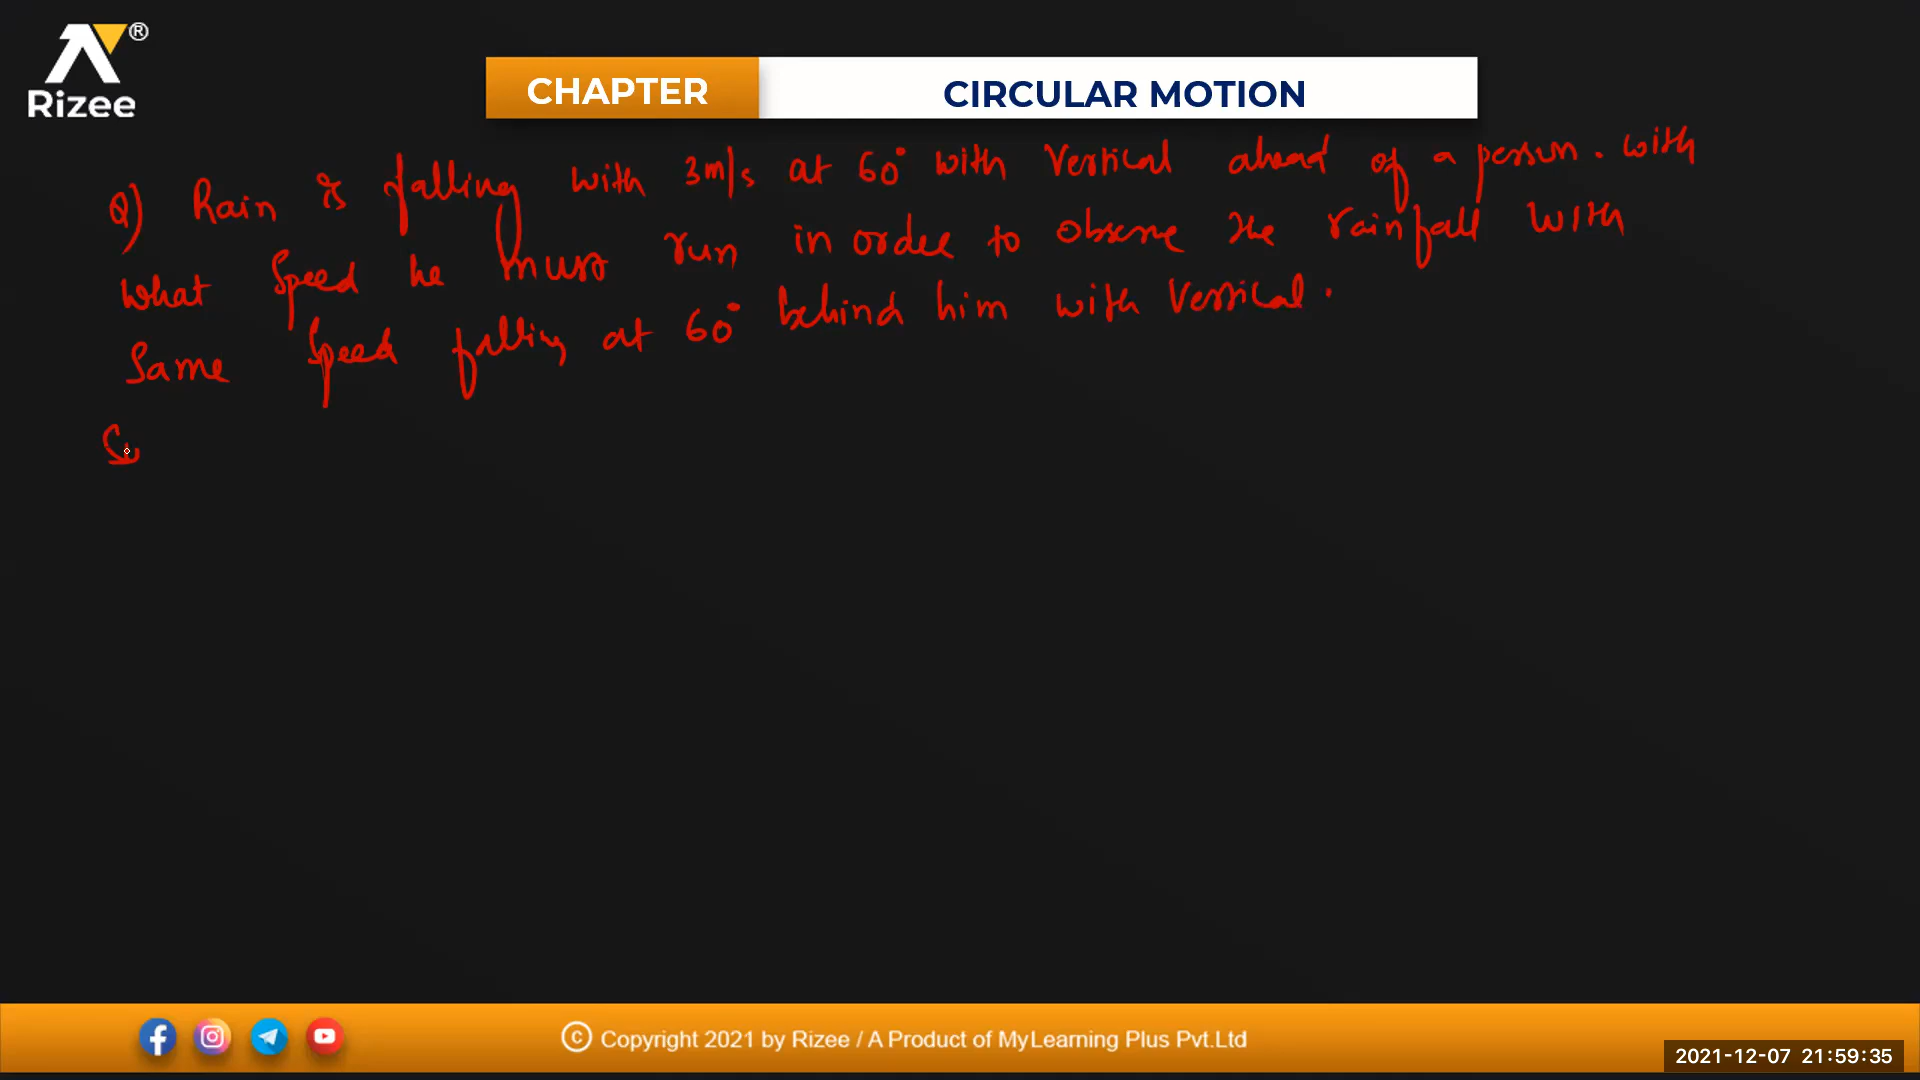 Rizee®
CHAPTER CIRCULAR MOTION
Q) Rain is falling with 3m/s at 60° with Vertical ahead of a person. with
What Speed he must run in order to observe the rainfall with
Same Speed falling at 60° behind him with Vertical.
© Copyright 2021 by Rizee / A Product of MyLearning Plus Pvt.Ltd
2021-12-07 21:59:35